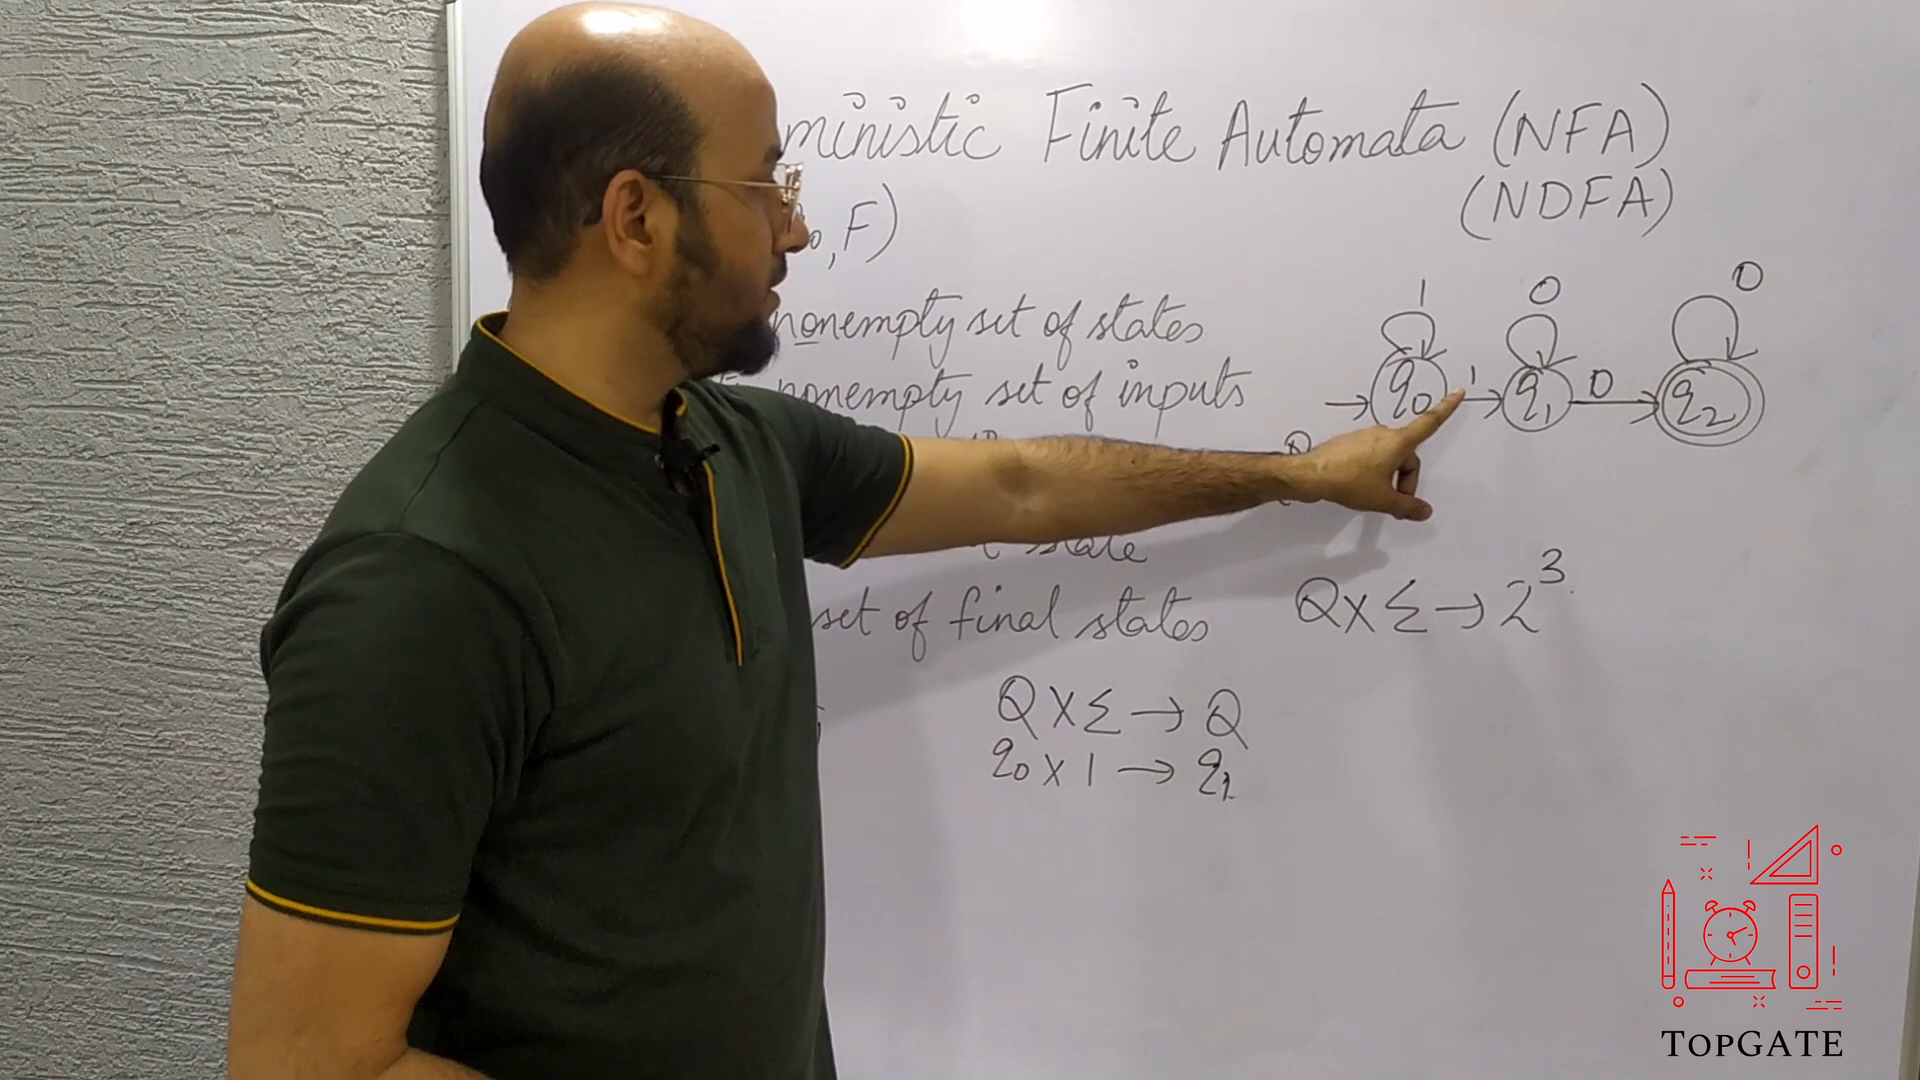 ministic Finite Automata (NFA)
(NDFA)
, F)
nonempty set of states
nonempty set of inputs
state
set of final states
1 0 0
→ q0 1 → q1 0 → q2
Q X Σ → 2³
Q X Σ → Q
q0 X 1 → q1
TOPGATE